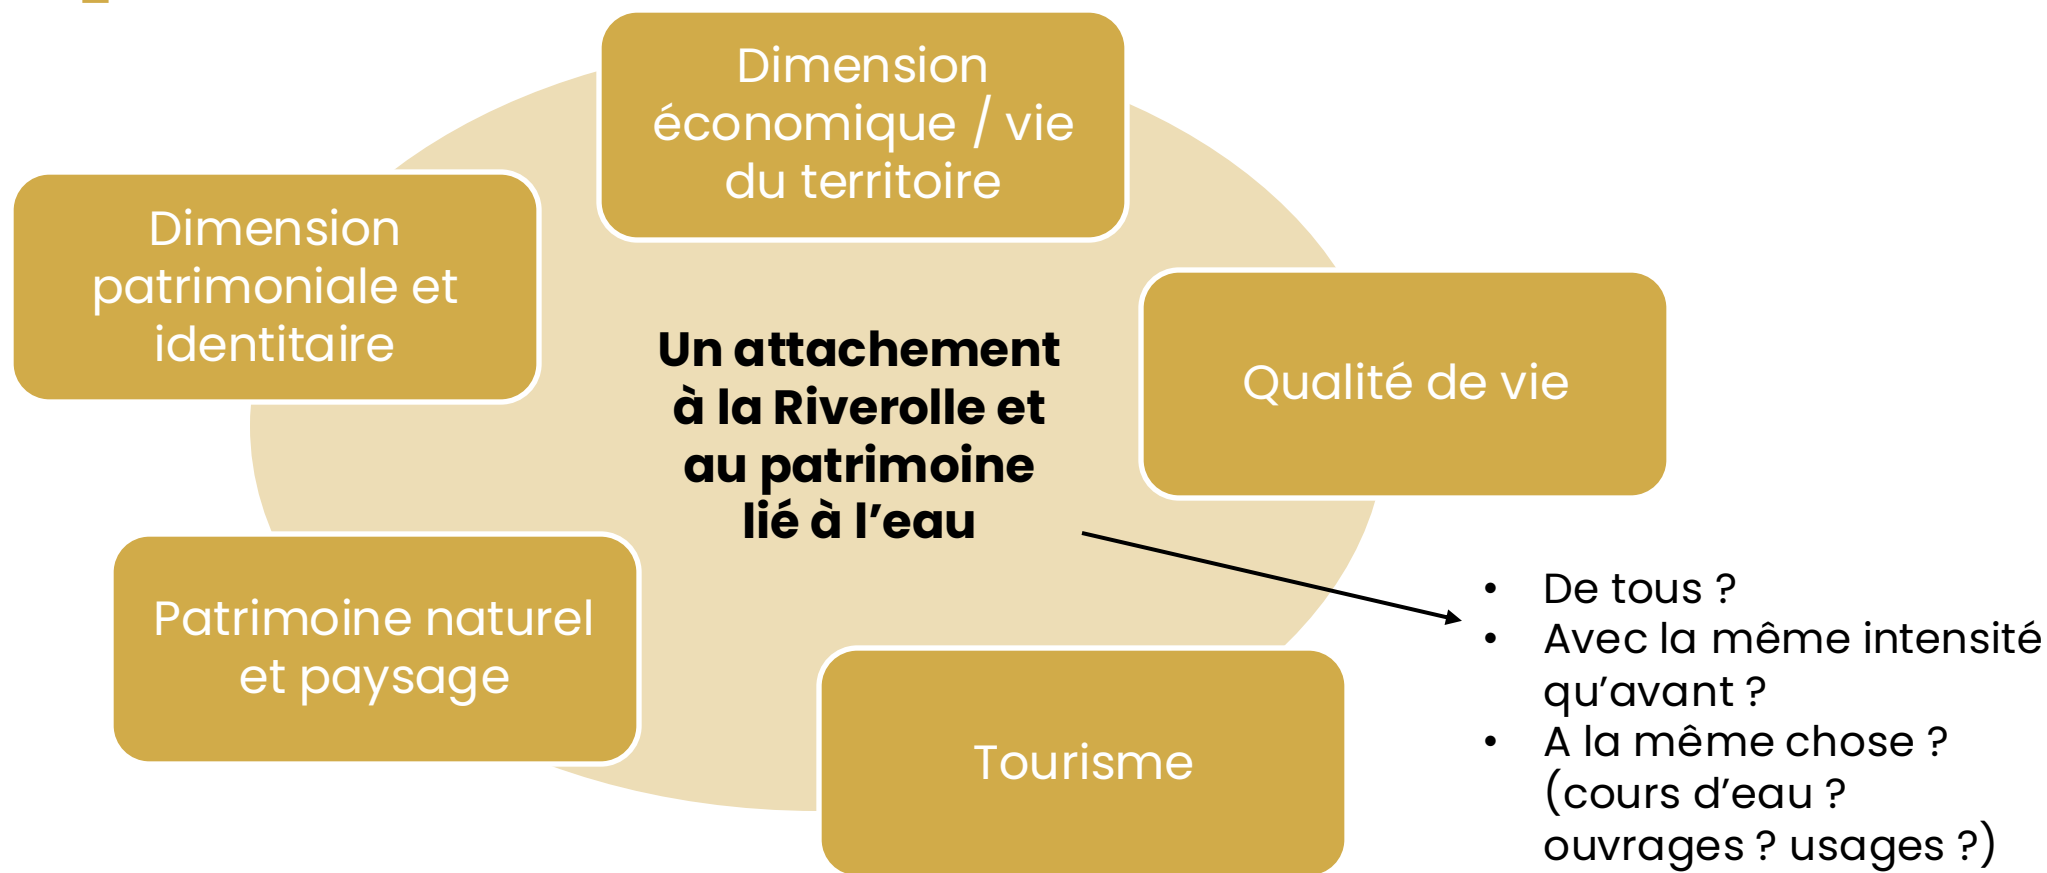 Dimension
économique / vie
du territoire
Dimension
patrimoniale et
identitaire
Un attachement
à la Riverolle et
au patrimoine
lié à l’eau
Qualité de vie
Patrimoine naturel
et paysage
Tourisme
• De tous ?
• Avec la même intensité
qu’avant ?
• A la même chose ?
(cours d’eau ?
ouvrages ? usages ?)